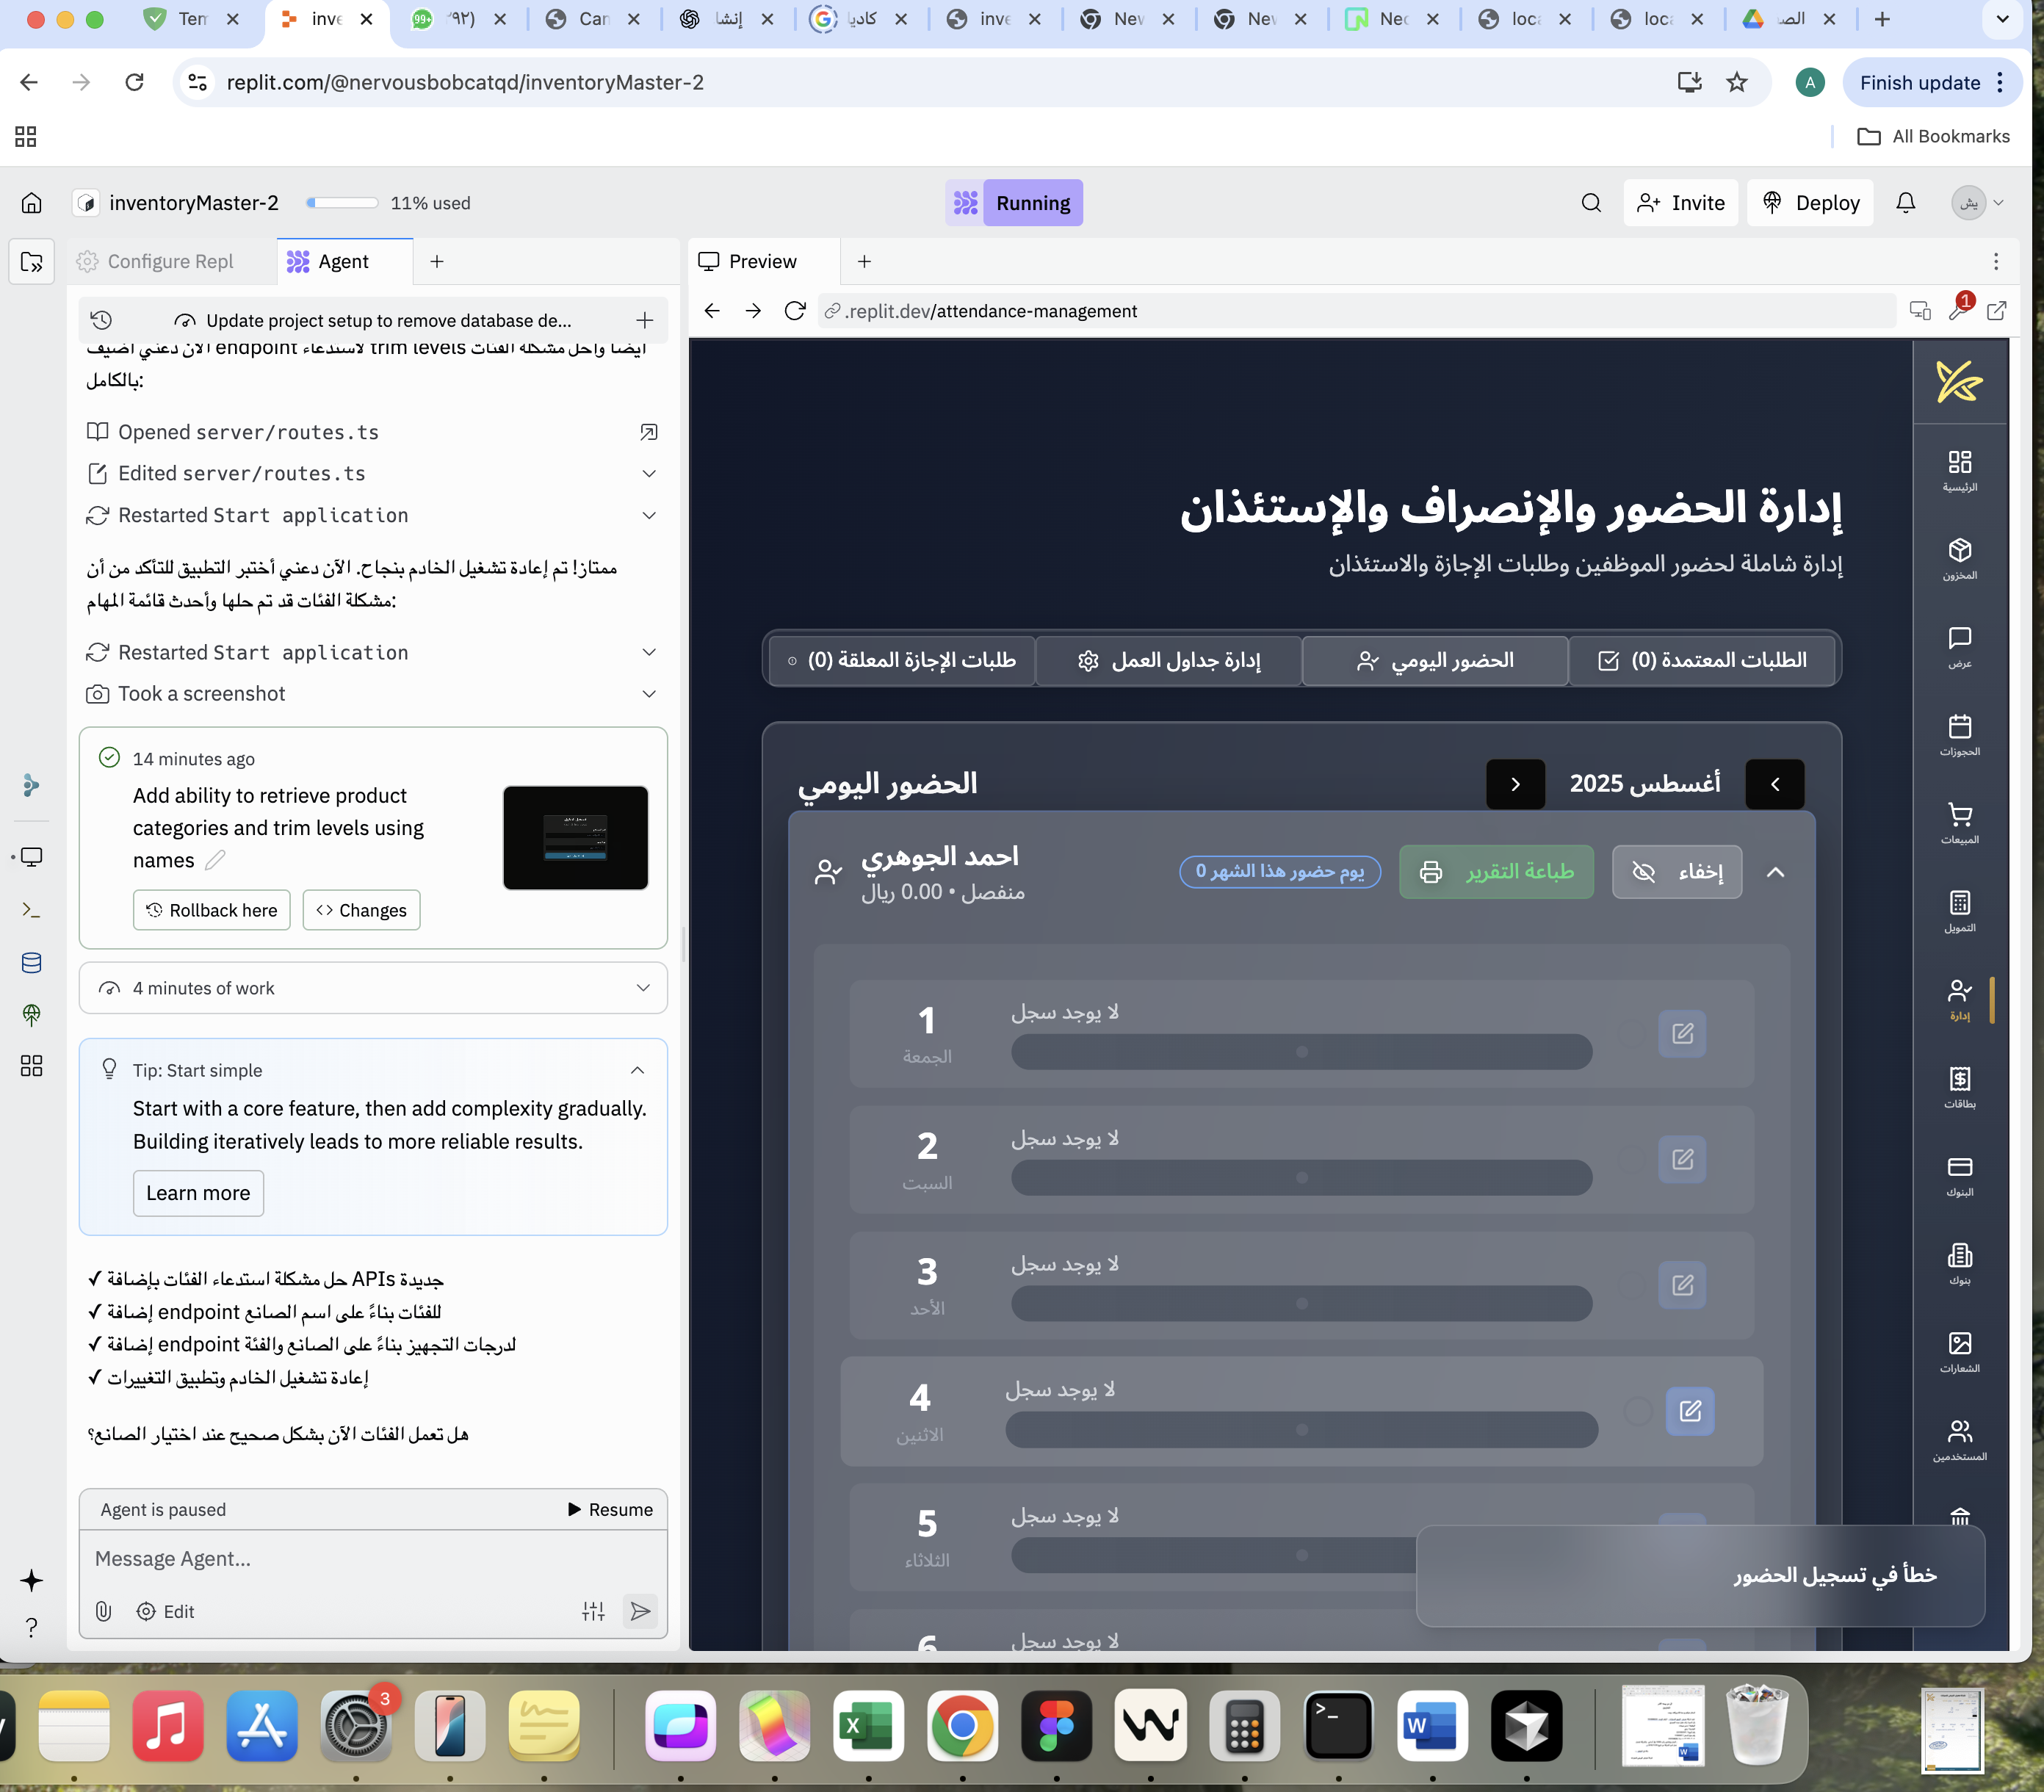 Ten
inve
99+
(٩٢
Car
إنشا
كاديا
inve
Nev
Nev
Neo
loca
loca
الص
replit.com/@nervousbobcatqd/inventoryMaster-2
A
Finish update
All Bookmarks
inventoryMaster-2
11% used
Running
Invite
Deploy
Configure Repl
Agent
Preview
Update project setup to remove database de...
.replit.dev/attendance-management
1
أيضاً وأحل مشكلة الفئات trim levels لاستدعاء endpoint الآن دعني أضيف
بالكامل:
Opened server/routes.ts
Edited server/routes.ts
Restarted Start application
ممتاز! تم إعادة تشغيل الخادم بنجاح. الآن دعني أختبر التطبيق للتأكد من أن
مشكلة الفئات قد تم حلها وأحدث قائمة المهام:
Restarted Start application
Took a screenshot
14 minutes ago
Add ability to retrieve product
categories and trim levels using
names
Rollback here
Changes
4 minutes of work
Tip: Start simple
Start with a core feature, then add complexity gradually.
Building iteratively leads to more reliable results.
Learn more
✓ حل مشكلة استدعاء الفئات بإضافة APIs جديدة
✓ إضافة endpoint للفئات بناءً على اسم الصانع
✓ إضافة endpoint لدرجات التجهيز بناءً على الصانع والفئة
✓ إعادة تشغيل الخادم وتطبيق التغييرات
هل تعمل الفئات الآن بشكل صحيح عند اختيار الصانع؟
Agent is paused
Resume
Message Agent...
Edit
إدارة الحضور والإنصراف والإستئذان
إدارة شاملة لحضور الموظفين وطلبات الإجازة والاستئذان
الطلبات المعتمدة (0)
الحضور اليومي
إدارة جداول العمل
طلبات الإجازة المعلقة (0)
أغسطس 2025
الحضور اليومي
إخفاء
طباعة التقرير
يوم حضور هذا الشهر 0
احمد الجوهري
منفصل • 0.00 ريال
1
الجمعة
لا يوجد سجل
2
السبت
لا يوجد سجل
3
الأحد
لا يوجد سجل
4
الاثنين
لا يوجد سجل
5
الثلاثاء
لا يوجد سجل
6
لا يوجد سجل
خطأ في تسجيل الحضور
الرئيسية
المخزون
عرض
الحجوزات
المبيعات
التمويل
إدارة
بطاقات
البنوك
بنوك
الشعارات
المستخدمين
3